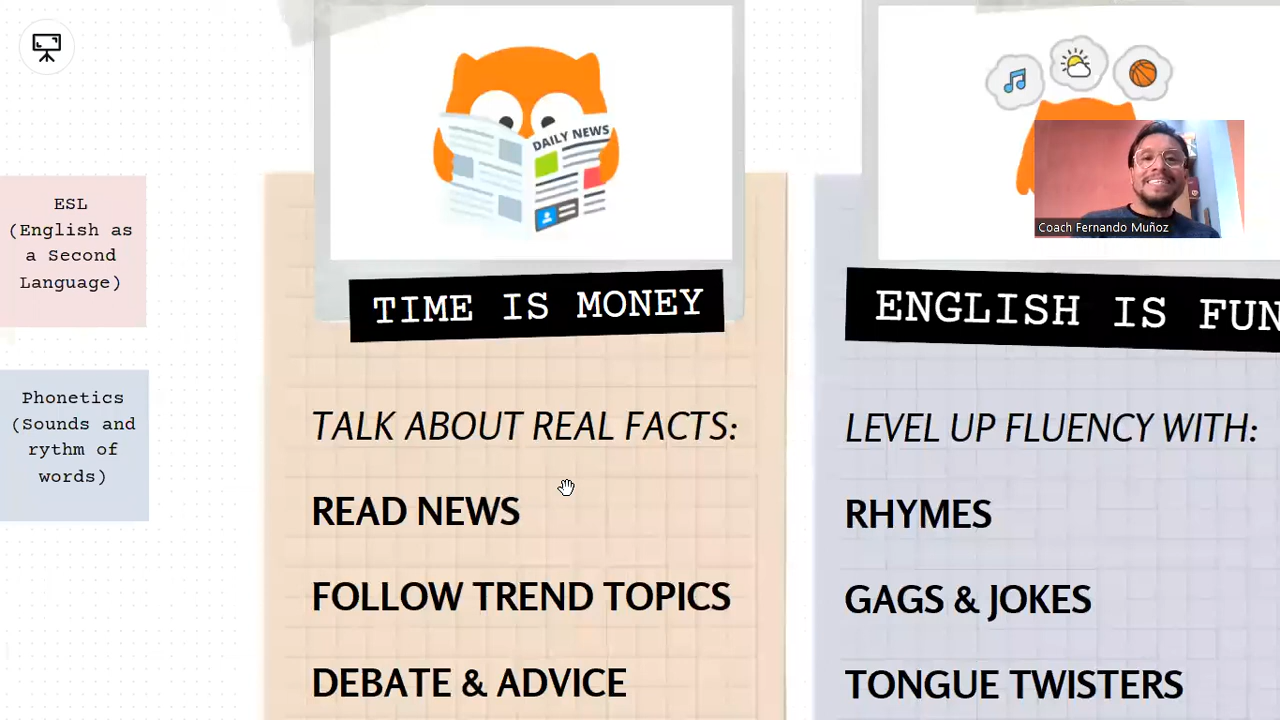 ESL
(English as
a Second
Language)
Phonetics
(Sounds and
rythm of
words)
DAILY NEWS
TIME IS MONEY
TALK ABOUT REAL FACTS:
READ NEWS
FOLLOW TREND TOPICS
DEBATE & ADVICE
Coach Fernando Muñoz
ENGLISH IS FUN
LEVEL UP FLUENCY WITH:
RHYMES
GAGS & JOKES
TONGUE TWISTERS